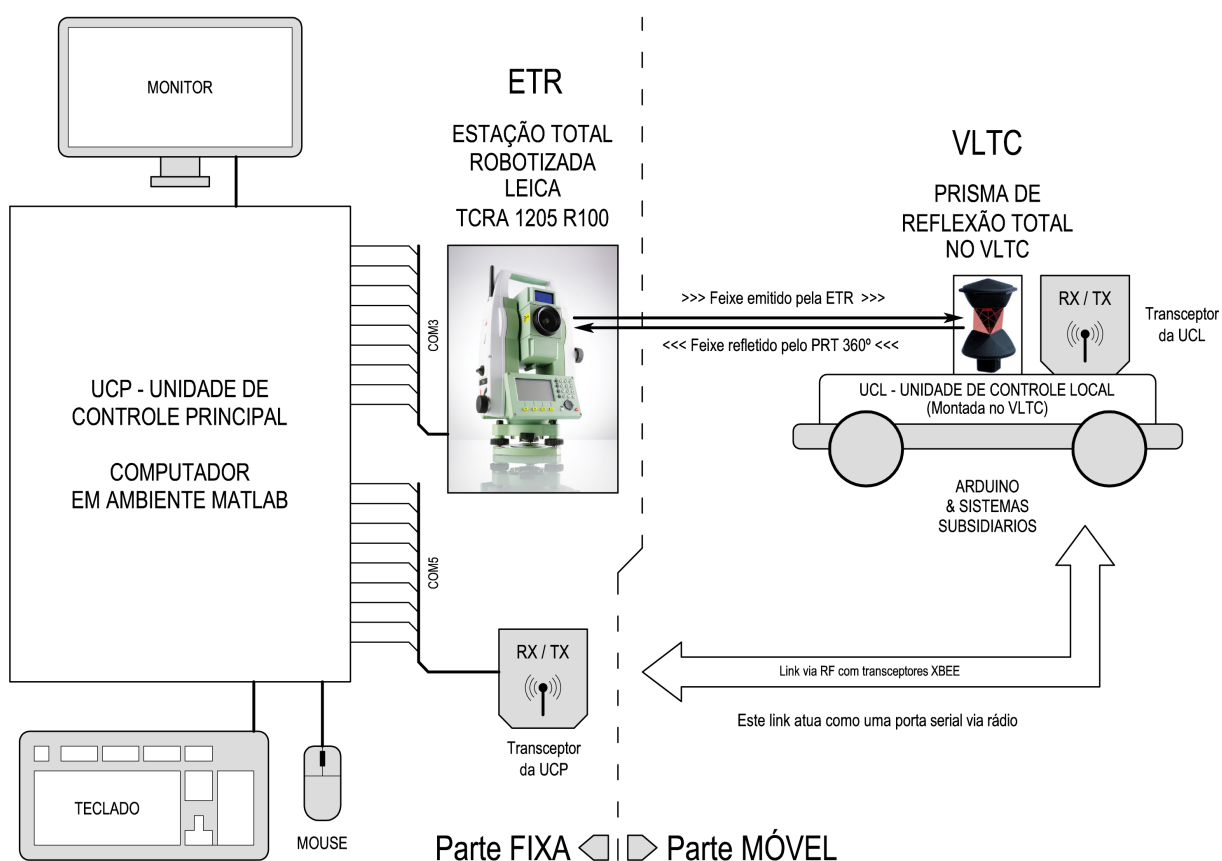 MONITOR
ETR
ESTAÇÃO TOTAL
ROBOTIZADA
LEICA
TCRA 1205 R100
VLTC
PRISMA DE
REFLEXÃO TOTAL
NO VLTC
>>> Feixe emitido pela ETR >>>
<<< Feixe refletido pelo PRT 360º <<<
RX / TX
Transceptor
da UCL
COM3
UCP - UNIDADE DE
CONTROLE PRINCIPAL
COMPUTADOR
EM AMBIENTE MATLAB
UCL - UNIDADE DE CONTROLE LOCAL
(Montada no VLTC)
ARDUINO
& SISTEMAS
SUBSIDIARIOS
COM5
RX / TX
Transceptor
da UCP
Link via RF com transceptores XBEE
Este link atua como uma porta serial via rádio
TECLADO
MOUSE
Parte FIXA
Parte MÓVEL